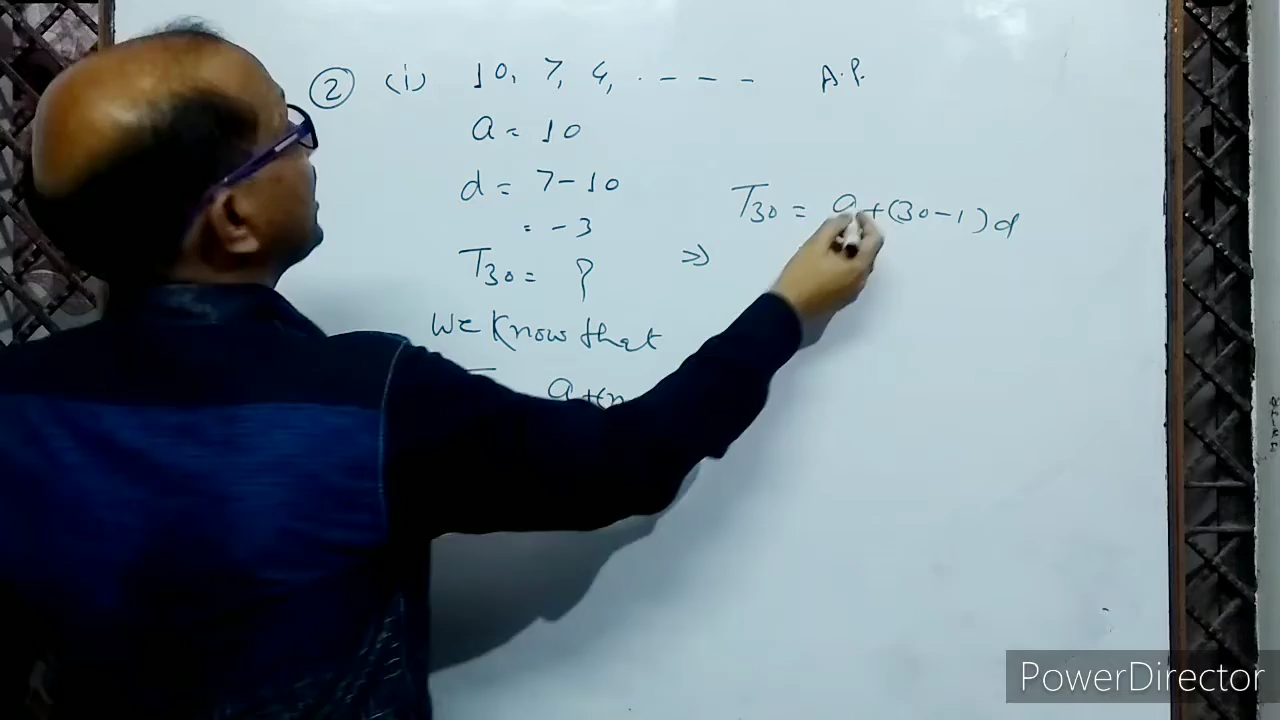 ② (i) 10, 7, 4, . - - - A.P.
a = 10
d = 7 - 10
= -3
T30 = ?
We know that
a + (n
⇒ T30 = a + (30 - 1) d
PowerDirector